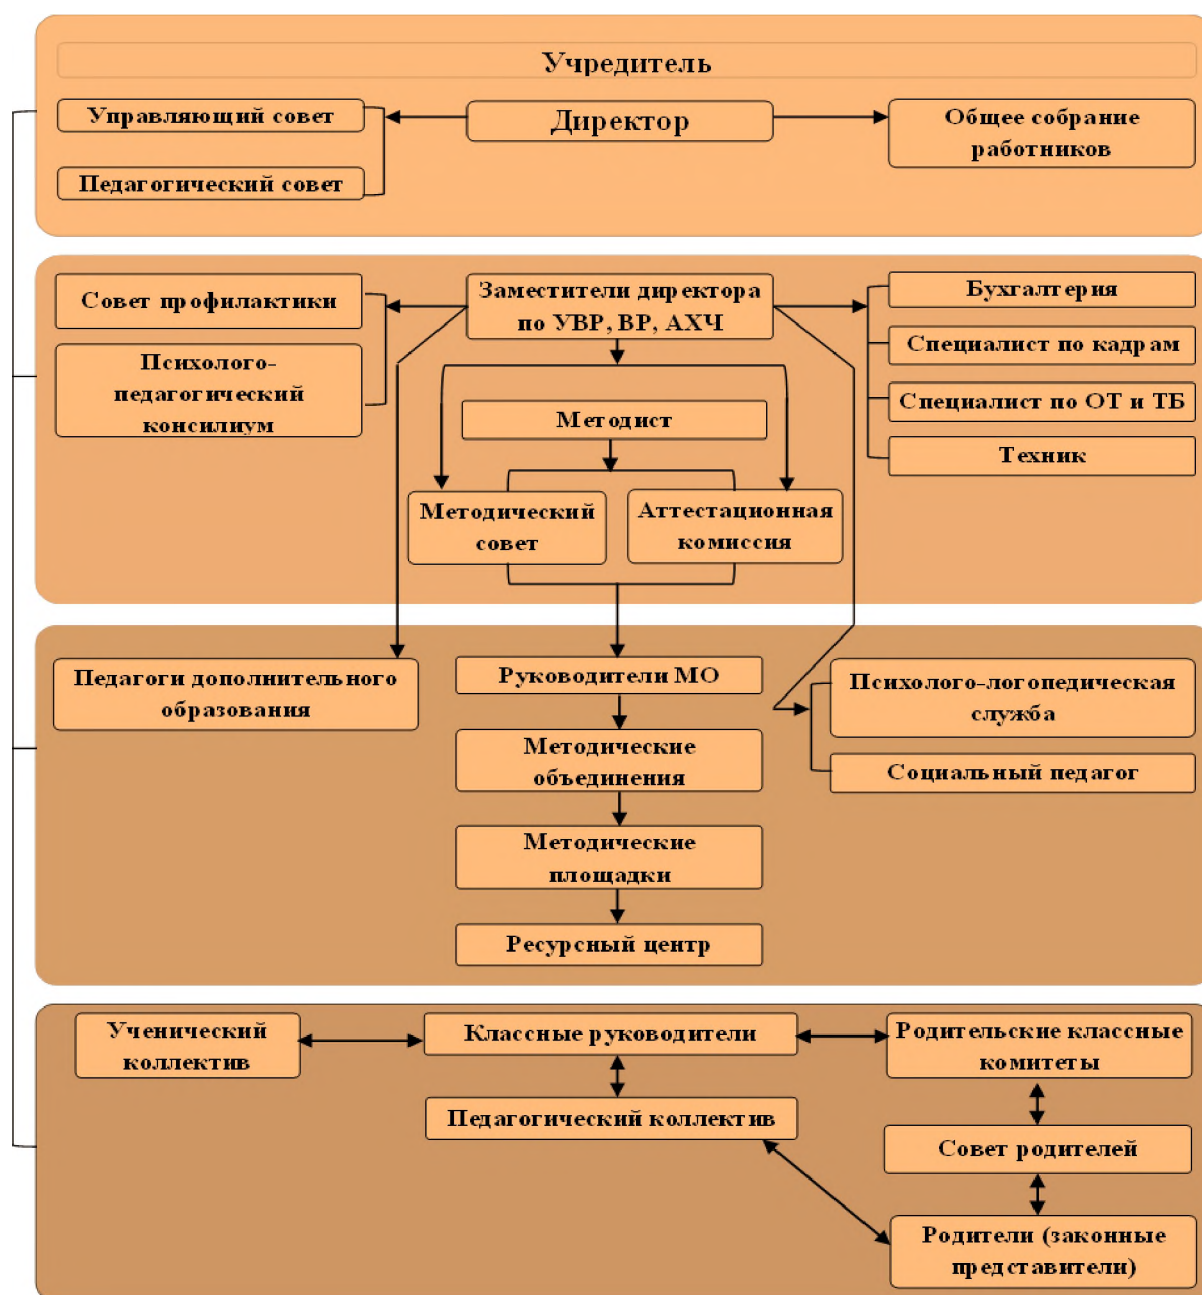 Учредитель
Управляющий совет
Директор
Общее собрание
работников
Педагогический совет
Совет профилактики
Заместители директора
по УВР, ВР, АХЧ
Бухгалтерия
Психолого-
педагогический
консилиум
Специалист по кадрам
Специалист по ОТ и ТБ
Методист
Техник
Методический
совет
Аттестационная
комиссия
Педагоги дополнительного
образования
Руководители МО
Психолого-логопедическая
служба
Методические
объединения
Социальный педагог
Методические
площадки
Ресурсный центр
Ученический
коллектив
Классные руководители
Родительские классные
комитеты
Педагогический коллектив
Совет родителей
Родители (законные
представители)